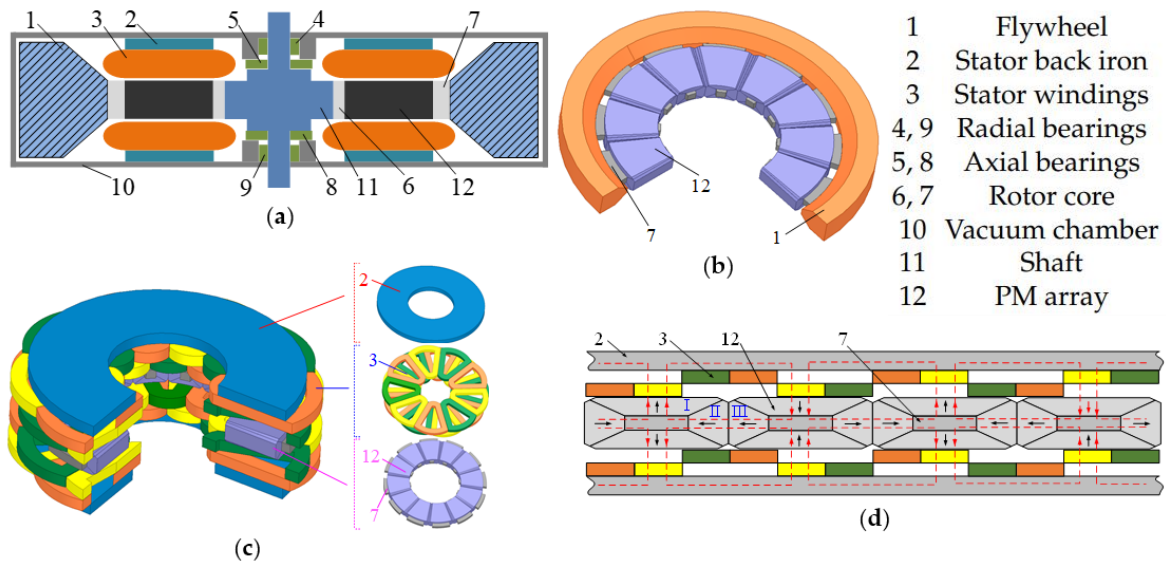 1 3 2 5 4 7
10 9 8 11 6 12
(a)
12
7 1
(b)
1 Flywheel
2 Stator back iron
3 Stator windings
4, 9 Radial bearings
5, 8 Axial bearings
6, 7 Rotor core
10 Vacuum chamber
11 Shaft
12 PM array
2
3
12
7
(c)
2 3 12 7
I II III
(d)